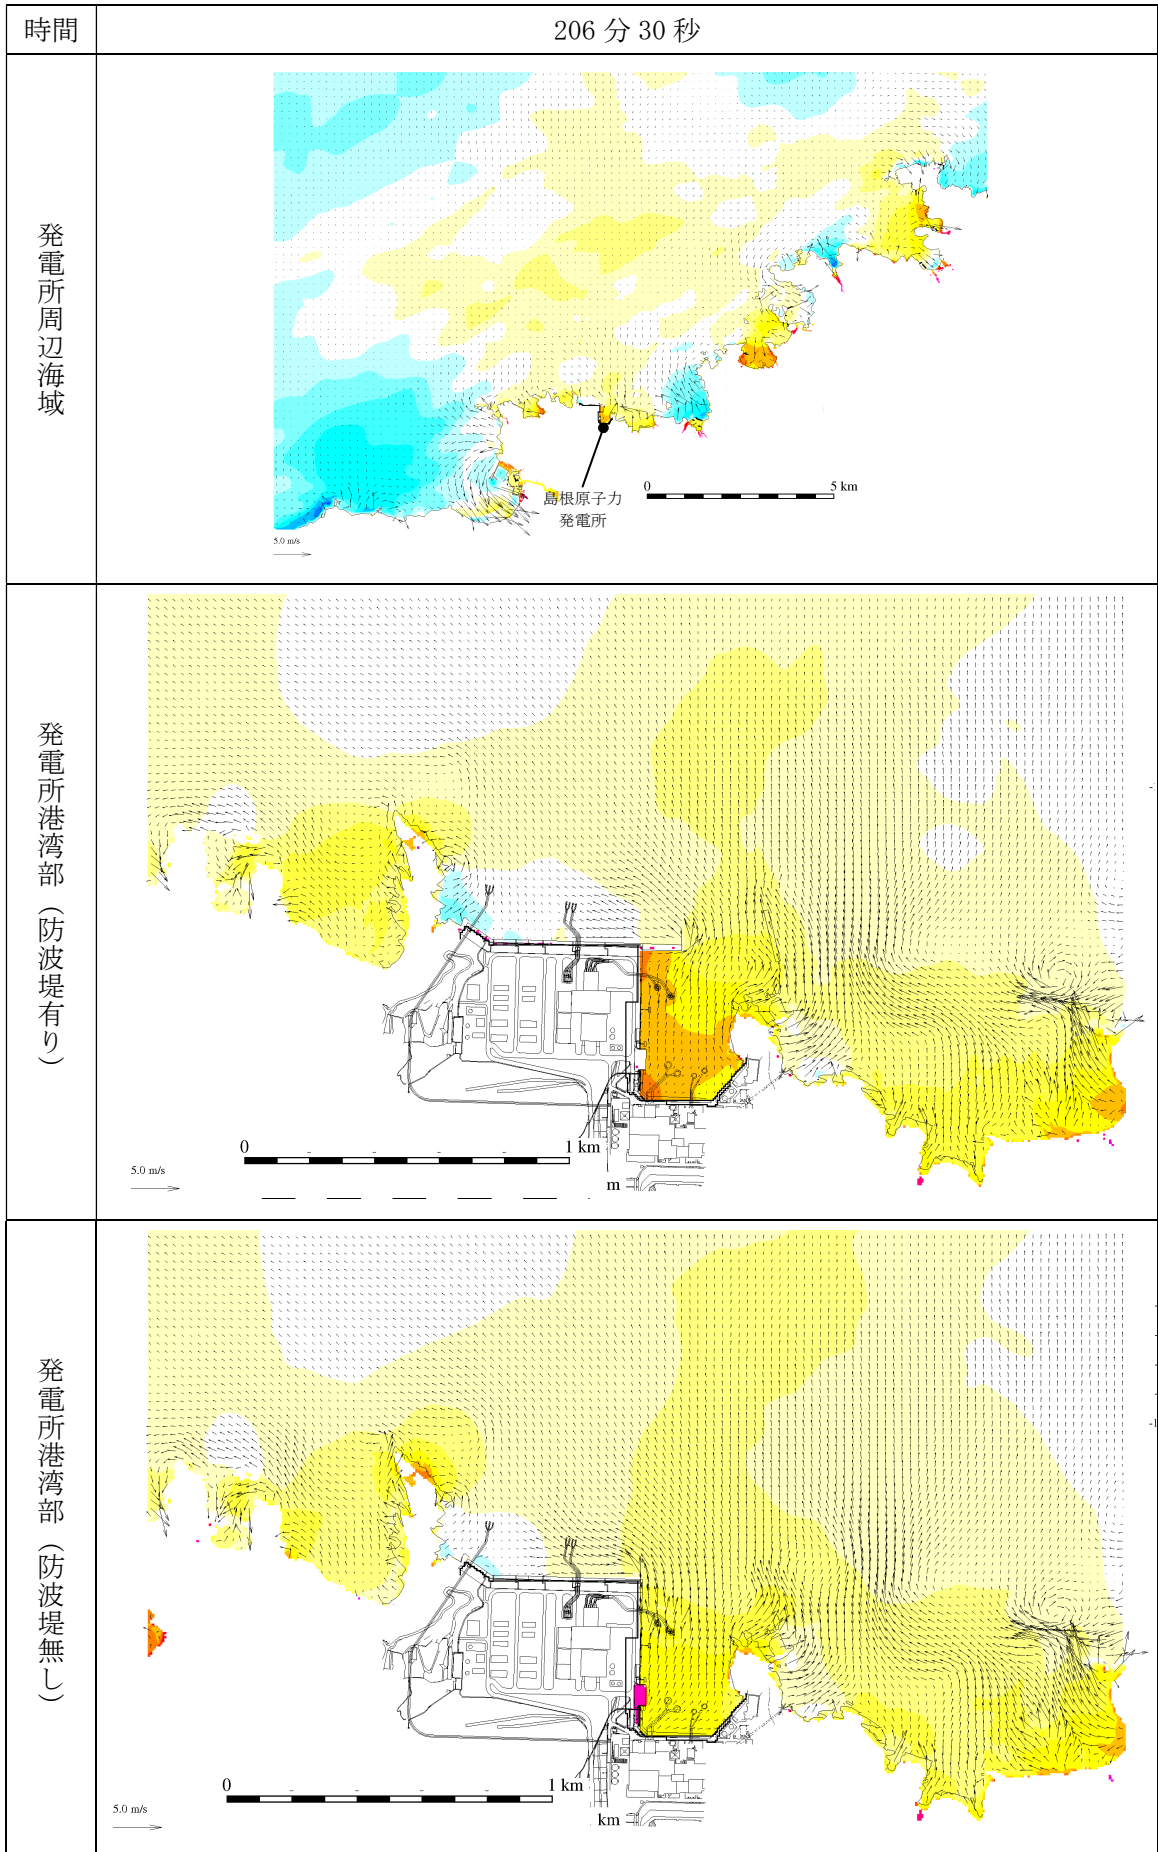 時間
206 分 30 秒
発電所周辺海域
島根原子力
発電所
0
5 km
5.0 m/s
発電所港湾部（防波堤有り）
0
1 km
5.0 m/s
m
発電所港湾部（防波堤無し）
0
1 km
5.0 m/s
km